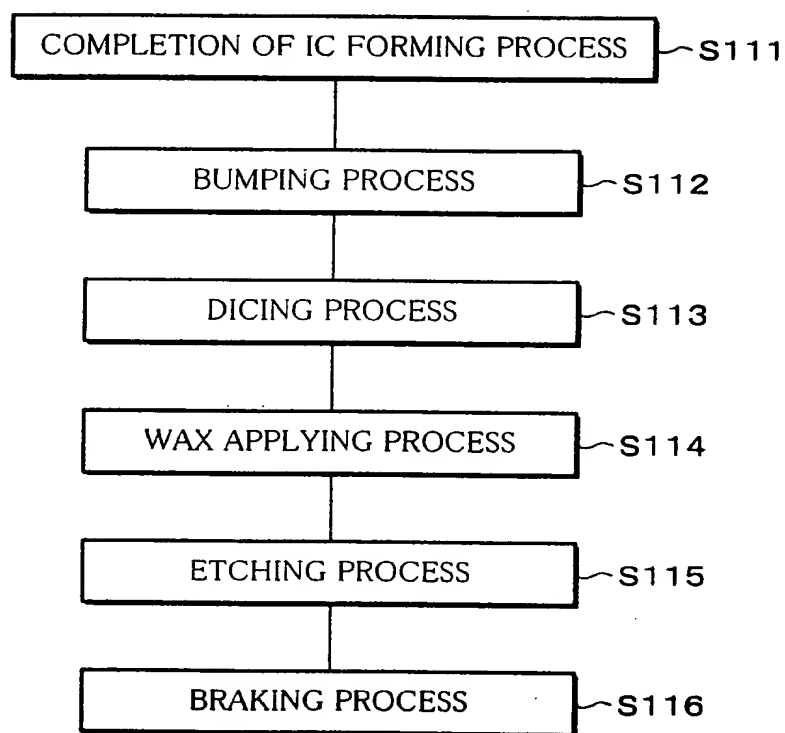 COMPLETION OF IC FORMING PROCESS S111
BUMPING PROCESS S112
DICING PROCESS S113
WAX APPLYING PROCESS S114
ETCHING PROCESS S115
BRAKING PROCESS S116